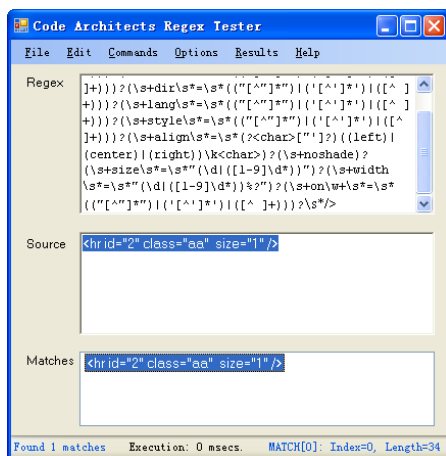 Code Architects Regex Tester
File Edit Commands Options Results Help
Regex
]+)))?(\s+dir\s*=\s*(("[^"]*")|('[^']*')|([^ ]
+)))?(\s+lang\s*=\s*(("[^"]*")|('[^']*')|([^ ]
+)))?(\s+style\s*=\s*(("[^"]*")|('[^']*')|([^
]+)))?(\s+align\s*=\s*(?<char>["']?)((left)|
(center)|(right))\k<char>)?(\s+noshade)?
(\s+size\s*=\s*"(\d|([1-9]\d*))")?(\s+width
\s*=\s*"(\d|([1-9]\d*))%?")?(\s+on\w+\s*=\s*
(("[^"]*")|('[^']*')|([^ ]+)))?\s*/>
Source
<hr id="2" class="aa" size="1" />
Matches
<hr id="2" class="aa" size="1" />
Found 1 matches Execution: 0 msecs. MATCH[0]: Index=0, Length=34